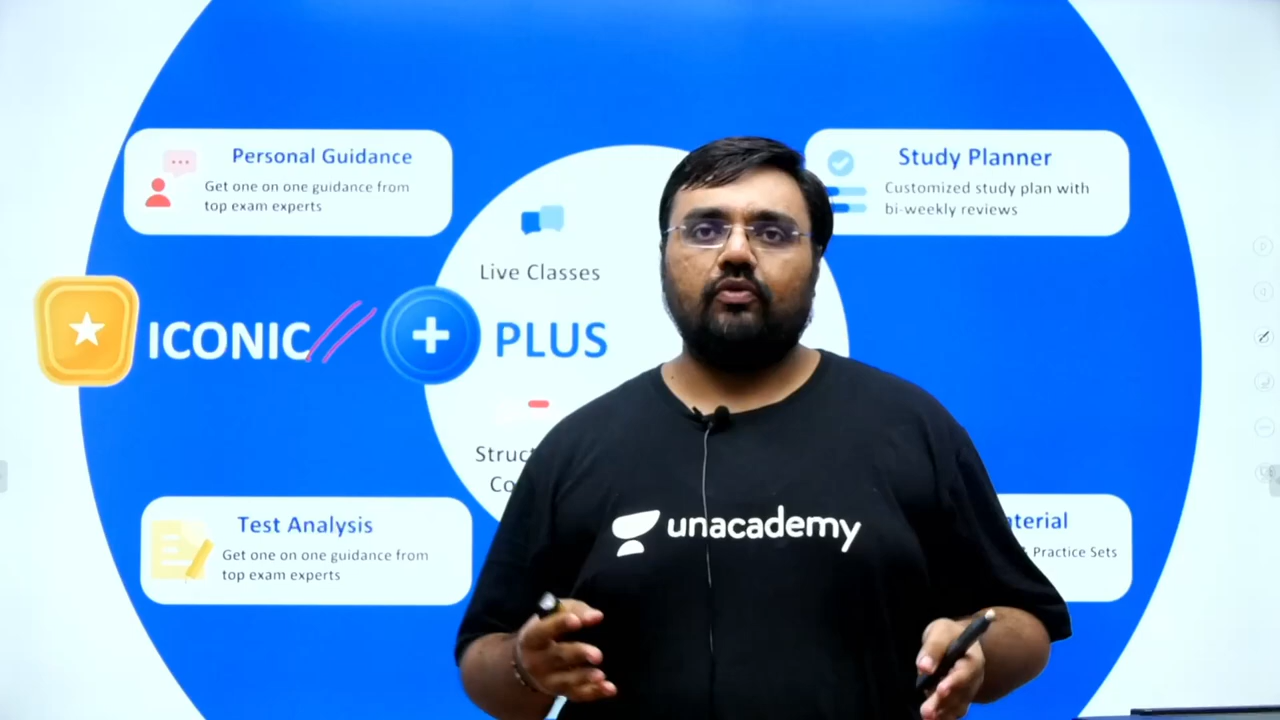 Personal Guidance
Get one on one guidance from
top exam experts
Study Planner
Customized study plan with
bi-weekly reviews
Live Classes
ICONIC
PLUS
unacademy
Test Analysis
Get one on one guidance from
top exam experts
Practice Sets